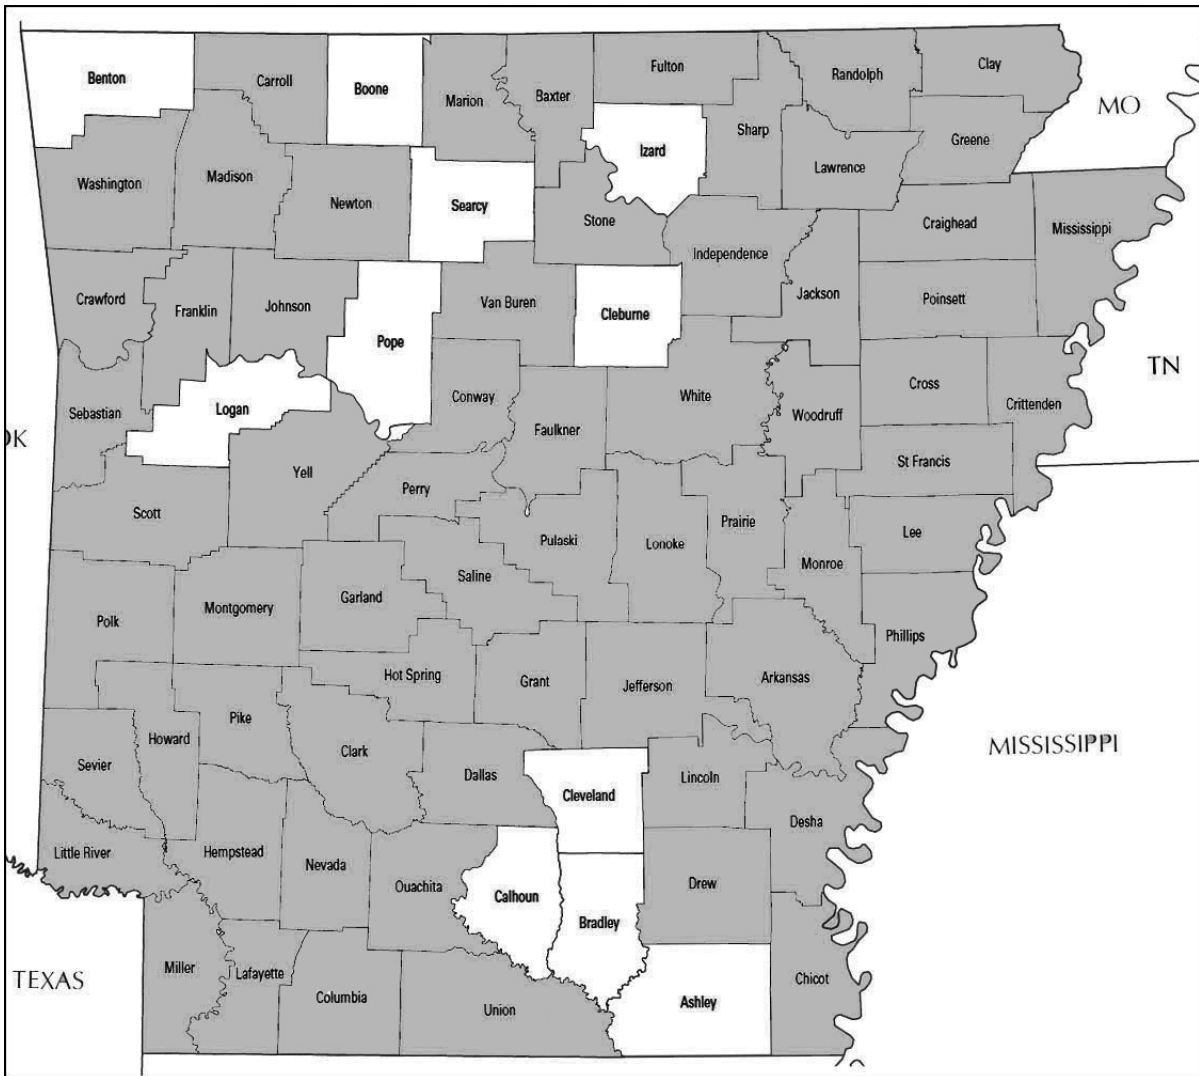 Benton
Carroll
Boone
Marion
Baxter
Fulton
Randolph
Clay
MO
Izard
Sharp
Lawrence
Greene
Washington
Madison
Newton
Searcy
Stone
Independence
Craighead
Mississippi
Crawford
Franklin
Johnson
Pope
Van Buren
Cleburne
Jackson
Poinsett
TN
Sebastian
Logan
Conway
Faulkner
White
Woodruff
Cross
Crittenden
OK
Yell
Perry
St Francis
Scott
Pulaski
Lonoke
Prairie
Monroe
Lee
Polk
Montgomery
Garland
Saline
Phillips
Hot Spring
Grant
Jefferson
Arkansas
Sevier
Howard
Pike
Clark
Dallas
Cleveland
Lincoln
Desha
MISSISSIPPI
Little River
Hempstead
Nevada
Ouachita
Calhoun
Bradley
Drew
TEXAS
Miller
Lafayette
Columbia
Union
Ashley
Chicot